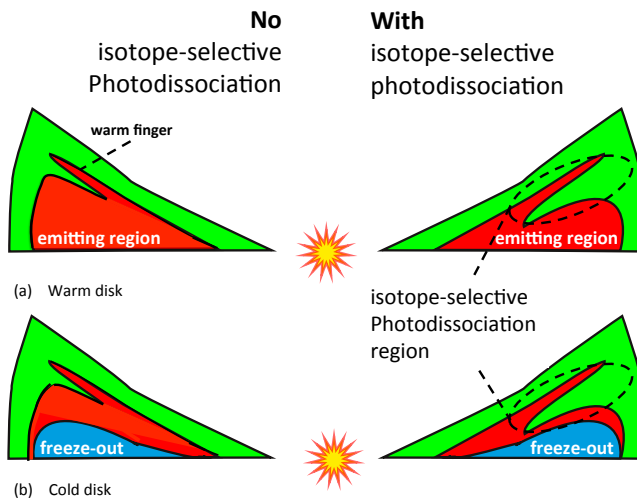 No
isotope-selective
Photodissociation
With
isotope-selective
photodissociation
warm finger
emitting region
emitting region
(a) Warm disk
isotope-selective
Photodissociation
region
freeze-out
freeze-out
(b) Cold disk